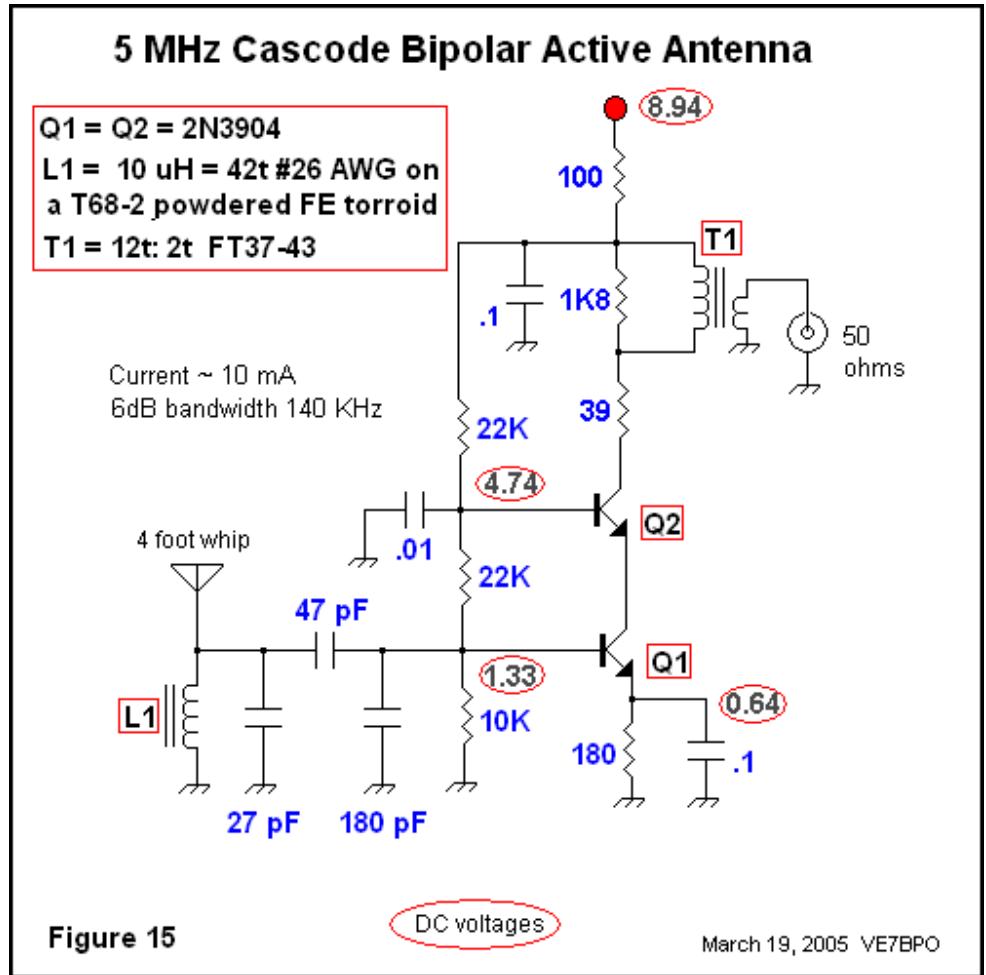 5 MHz Cascode Bipolar Active Antenna
8.94
Q1 = Q2 = 2N3904
L1 = 10 uH = 42t #26 AWG on
a T68-2 powdered FE torroid
T1 = 12t: 2t FT37-43
100
T1
.1
1K8
50
ohms
Current ~ 10 mA
6dB bandwidth 140 KHz
39
22K
4.74
Q2
.01
4 foot whip
22K
47 pF
Q1
1.33
0.64
L1
10K
180
.1
27 pF
180 pF
DC voltages
Figure 15
March 19, 2005 VE7BPO